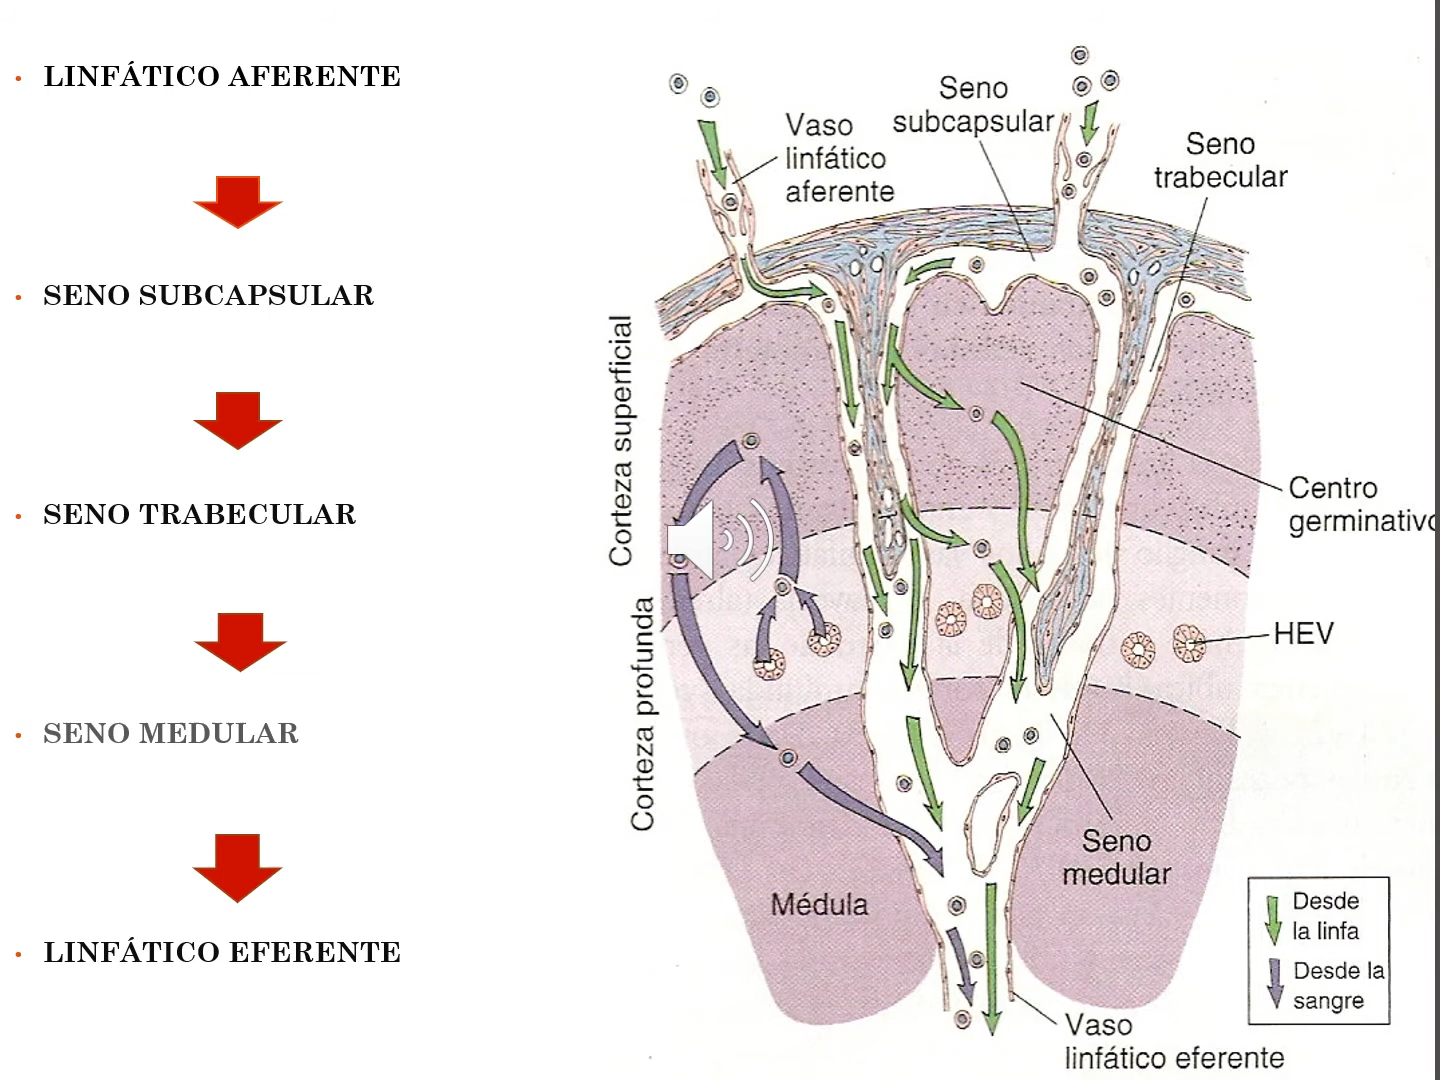 LINFÁTICO AFERENTE
SENO SUBCAPSULAR
SENO TRABECULAR
SENO MEDULAR
LINFÁTICO EFERENTE
Vaso
linfático
aferente
Seno
subcapsular
Seno
trabecular
Corteza superficial
Centro
germinativo
HEV
Corteza profunda
Seno
medular
Médula
Desde
la linfa
Desde la
sangre
Vaso
linfático eferente